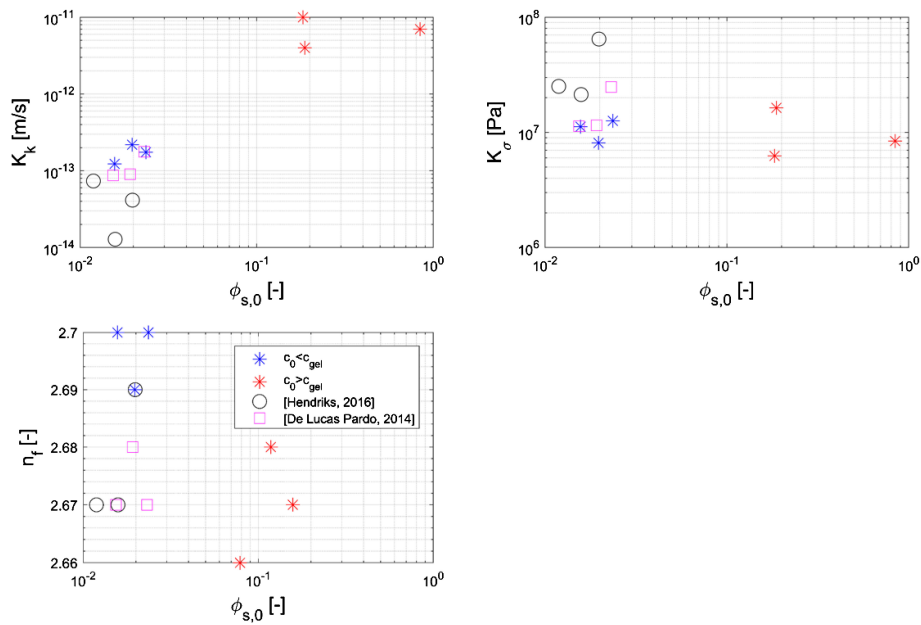 10^-11
10^-12
10^-13
10^-14
K_k [m/s]
10^-2
10^-1
10^0
ϕ_s,0 [-]
10^8
10^7
10^6
K_σ [Pa]
10^-2
10^-1
10^0
ϕ_s,0 [-]
2.7
2.69
2.68
2.67
2.66
n_f [-]
c_0<c_gel
c_0>c_gel
[Hendriks, 2016]
[De Lucas Pardo, 2014]
10^-2
10^-1
10^0
ϕ_s,0 [-]